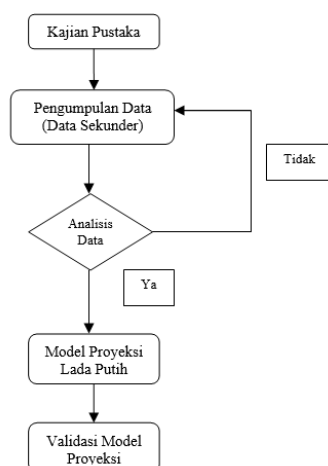 Kajian Pustaka
Pengumpulan Data
(Data Sekunder)
Tidak
Analisis
Data
Ya
Model Proyeksi
Lada Putih
Validasi Model
Proyeksi